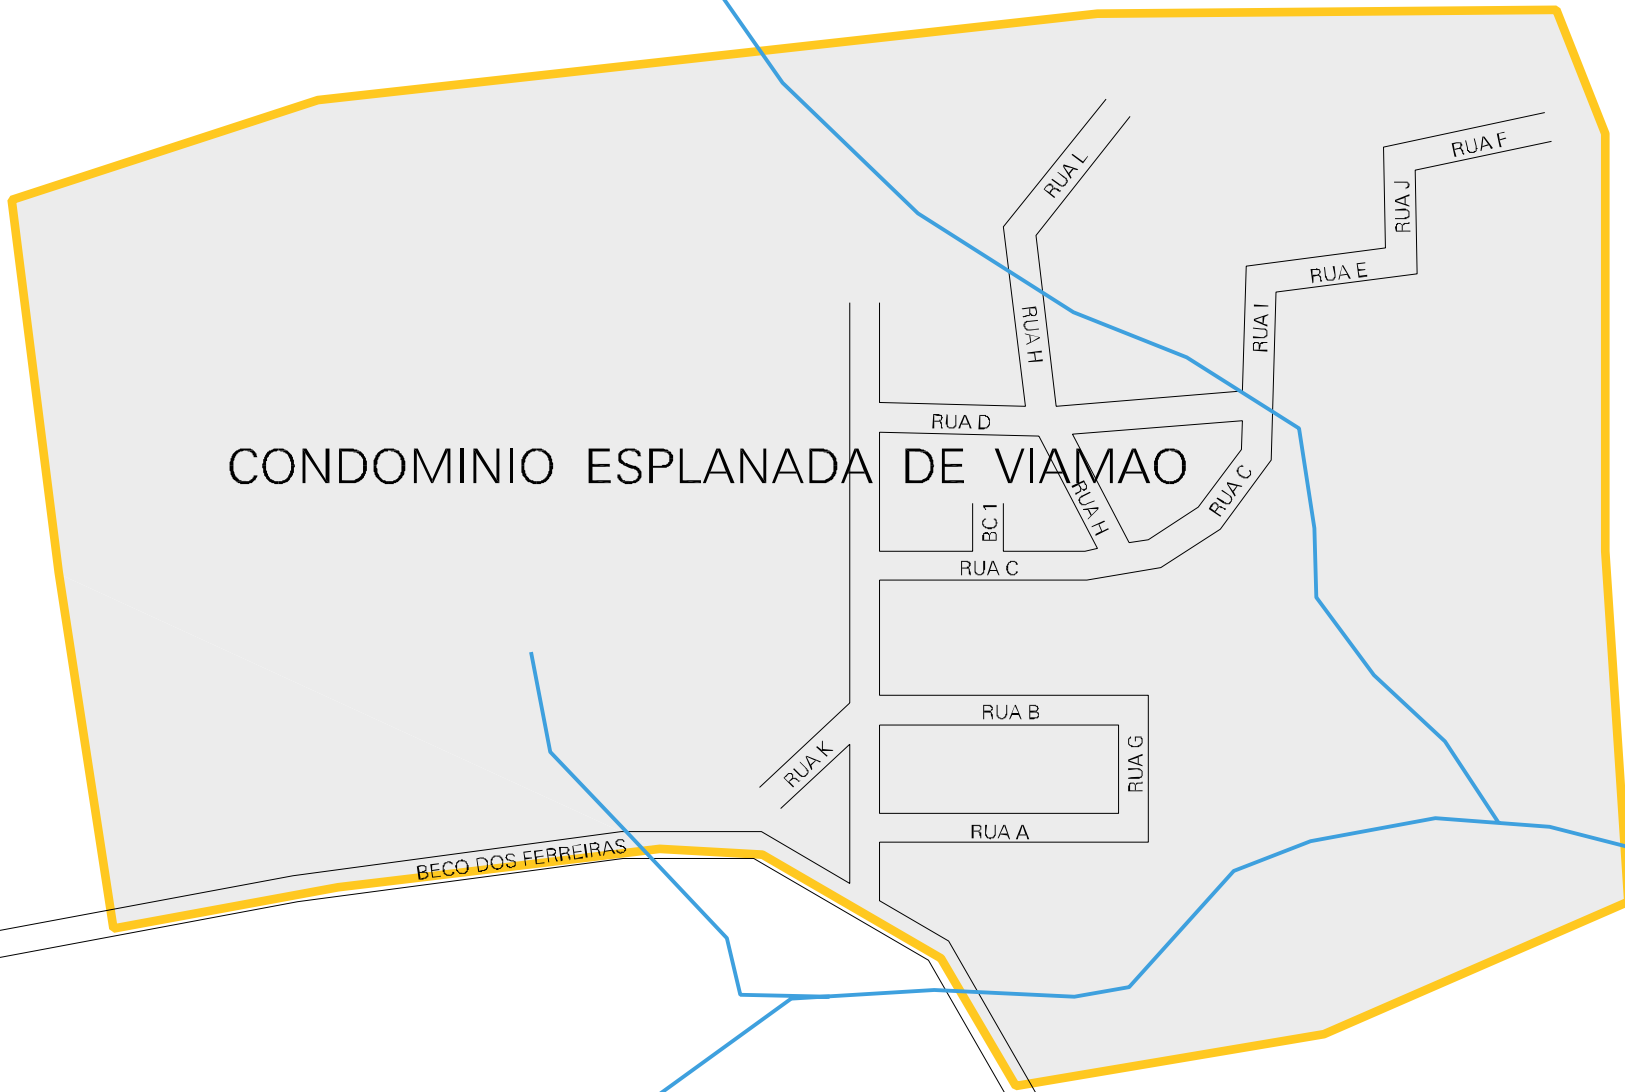 RUA F
RUA L
RUA J
RUA E
RUA I
RUA H
RUA D
CONDOMINIO ESPLANADA DE VIAMAO
RUA C
RUA H
BC 1
RUA C
RUA B
RUA K
RUA G
RUA A
BECO DOS FERREIRAS